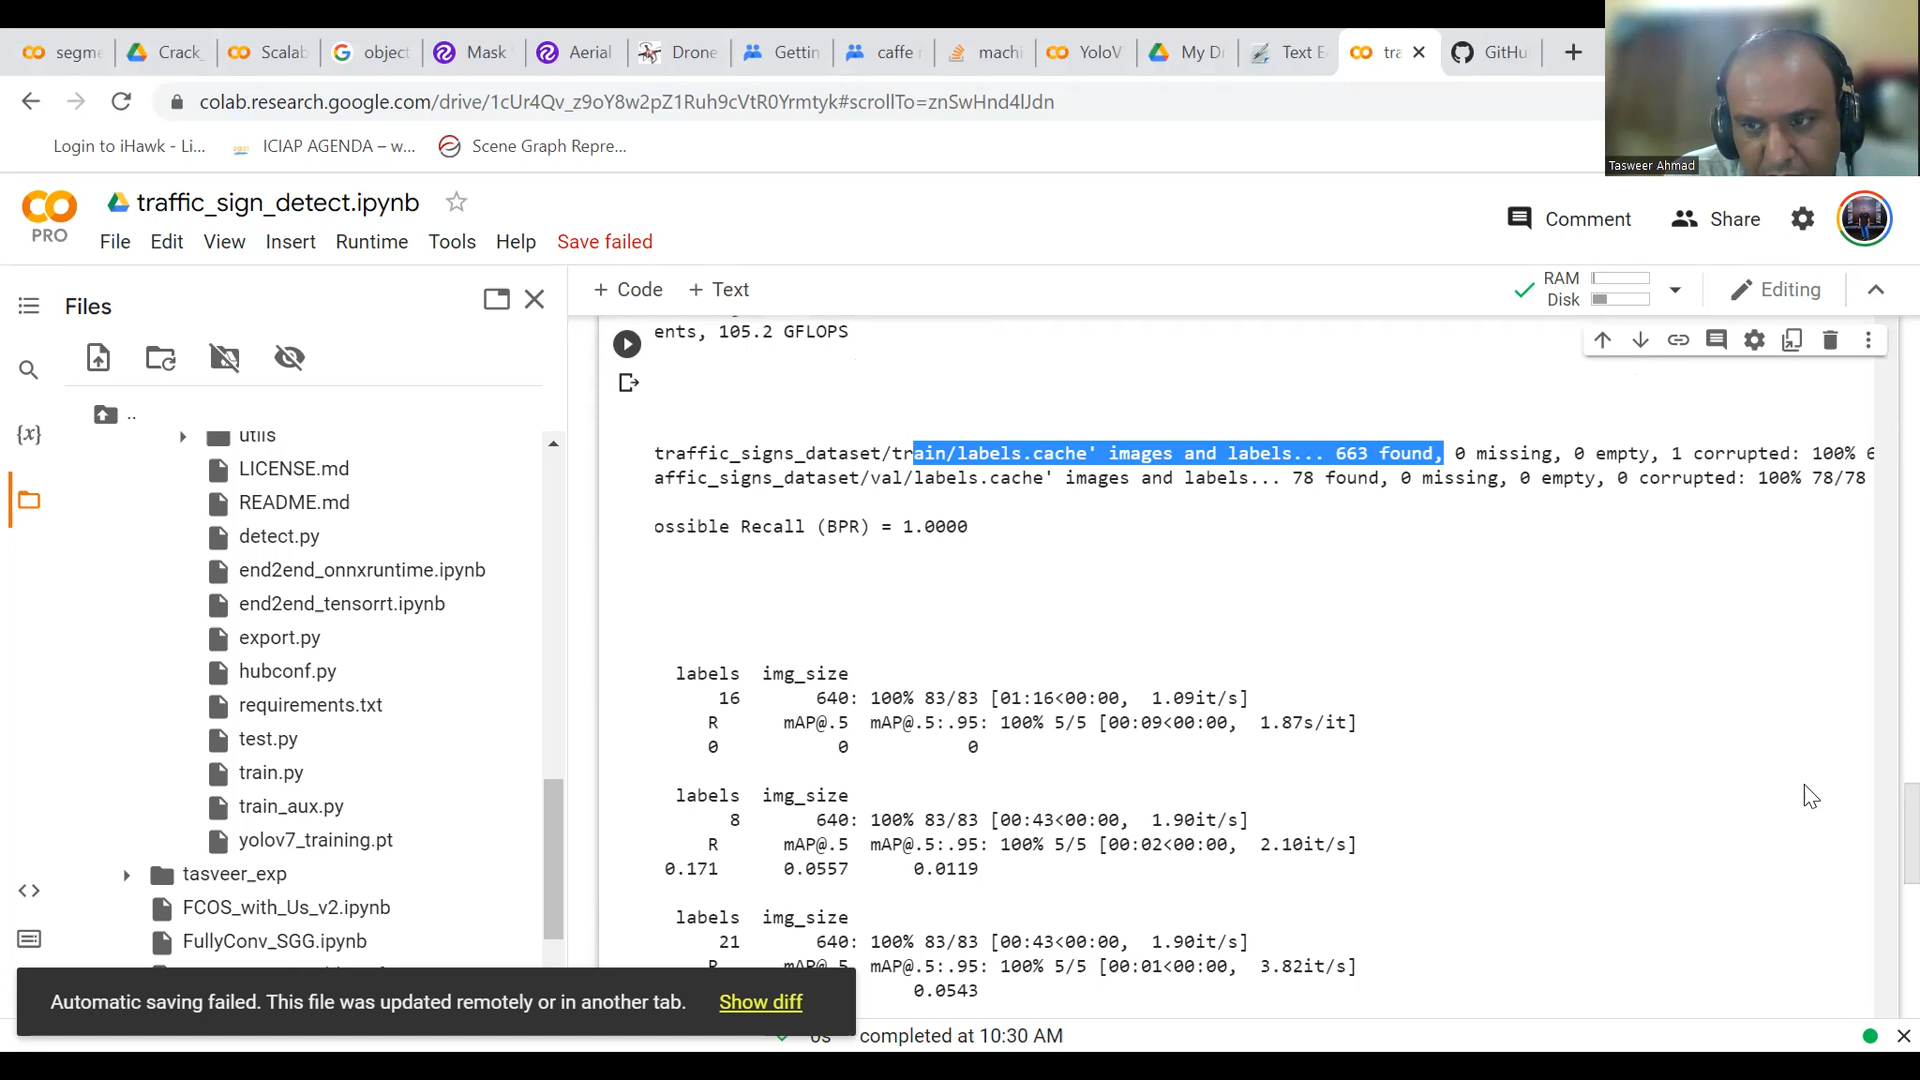 segme
Crack_
Scalab
object
Mask
Aerial
Drone
Gettin
caffe r
machi
YoloV
My Dr
Text E
tra
GitHu
colab.research.google.com/drive/1cUr4Qv_z9oY8w2pZ1Ruh9cVtR0Yrmtyk#scrollTo=znSwHnd4lJdn
Tasweer Ahmad
Login to iHawk - Li...
ICIAP AGENDA – w...
Scene Graph Repre...
PRO
traffic_sign_detect.ipynb
File Edit View Insert Runtime Tools Help Save failed
Comment
Share
Files
+ Code + Text
RAM
Disk
Editing
..
utils
LICENSE.md
README.md
detect.py
end2end_onnxruntime.ipynb
end2end_tensorrt.ipynb
export.py
hubconf.py
requirements.txt
test.py
train.py
train_aux.py
yolov7_training.pt
tasveer_exp
FCOS_with_Us_v2.ipynb
FullyConv_SGG.ipynb
ents, 105.2 GFLOPS
traffic_signs_dataset/train/labels.cache' images and labels... 663 found, 0 missing, 0 empty, 1 corrupted: 100% 6
affic_signs_dataset/val/labels.cache' images and labels... 78 found, 0 missing, 0 empty, 0 corrupted: 100% 78/78
ossible Recall (BPR) = 1.0000
labels img_size
16 640: 100% 83/83 [01:16<00:00, 1.09it/s]
R mAP@.5 mAP@.5:.95: 100% 5/5 [00:09<00:00, 1.87s/it]
0 0 0
labels img_size
8 640: 100% 83/83 [00:43<00:00, 1.90it/s]
R mAP@.5 mAP@.5:.95: 100% 5/5 [00:02<00:00, 2.10it/s]
0.171 0.0557 0.0119
labels img_size
21 640: 100% 83/83 [00:43<00:00, 1.90it/s]
R mAP@.5 mAP@.5:.95: 100% 5/5 [00:01<00:00, 3.82it/s]
0.0543
Automatic saving failed. This file was updated remotely or in another tab. Show diff
0s completed at 10:30 AM